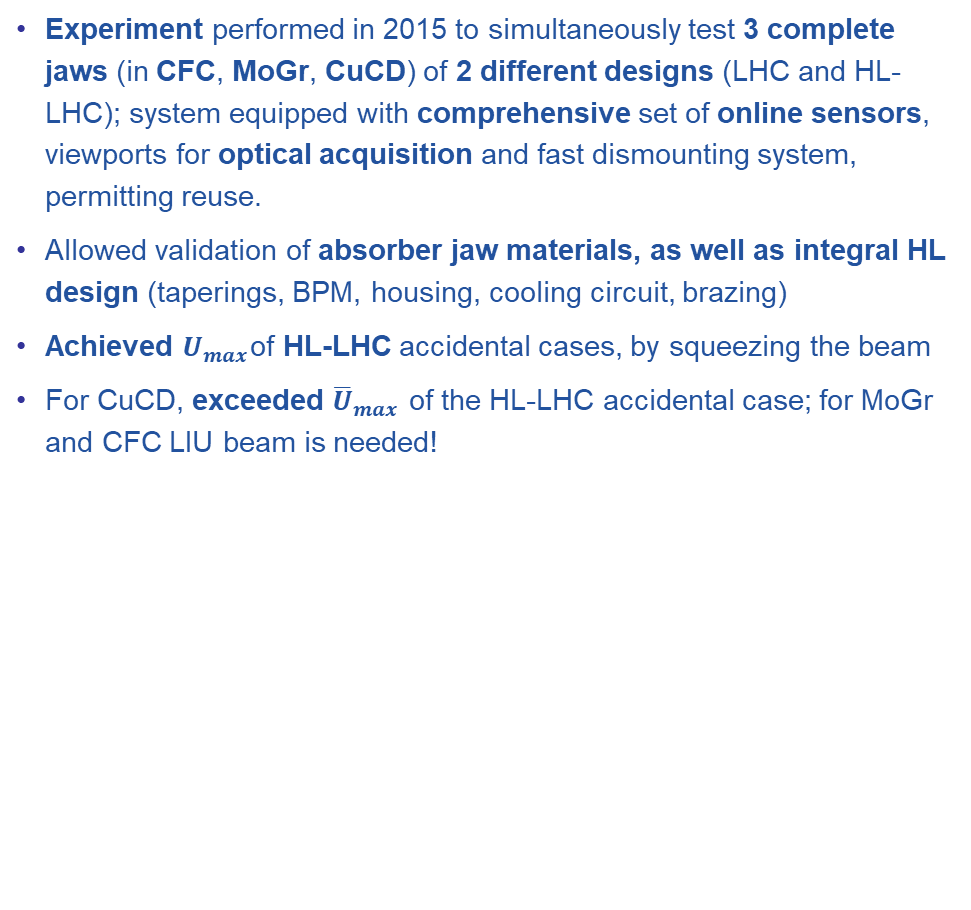 • Experiment performed in 2015 to simultaneously test 3 complete
jaws (in CFC, MoGr, CuCD) of 2 different designs (LHC and HL-
LHC); system equipped with comprehensive set of online sensors,
viewports for optical acquisition and fast dismounting system,
permitting reuse.
• Allowed validation of absorber jaw materials, as well as integral HL
design (taperings, BPM, housing, cooling circuit, brazing)
• Achieved U_max of HL-LHC accidental cases, by squeezing the beam
• For CuCD, exceeded U̅_max of the HL-LHC accidental case; for MoGr
and CFC LIU beam is needed!